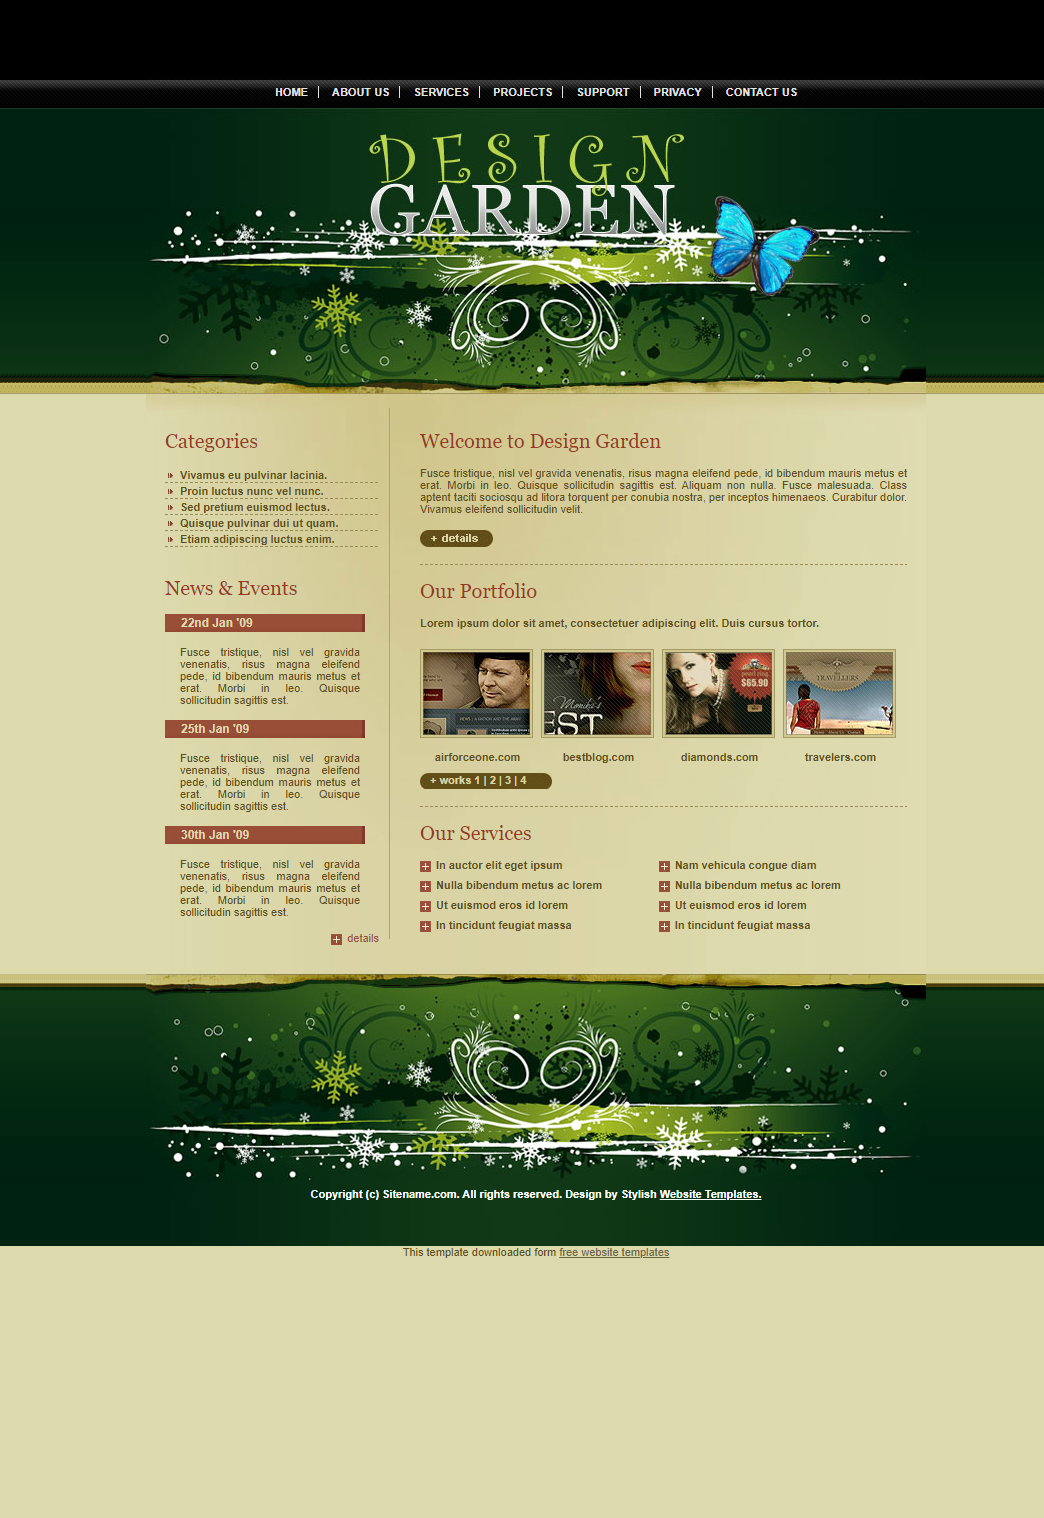 HOME
ABOUT US
SERVICES
PROJECTS
SUPPORT
PRIVACY
CONTACT US
DESIGN
GARDEN
Categories
Vivamus eu pulvinar lacinia.
Proin luctus nunc vel nunc.
Sed pretium euismod lectus.
Quisque pulvinar dui ut quam.
Etiam adipiscing luctus enim.
News & Events
22nd Jan '09
Fusce tristique, nisl vel gravida
venenatis, risus magna eleifend
pede, id bibendum mauris metus et
erat. Morbi in leo. Quisque
sollicitudin sagittis est.
25th Jan '09
Fusce tristique, nisl vel gravida
venenatis, risus magna eleifend
pede, id bibendum mauris metus et
erat. Morbi in leo. Quisque
sollicitudin sagittis est.
30th Jan '09
Fusce tristique, nisl vel gravida
venenatis, risus magna eleifend
pede, id bibendum mauris metus et
erat. Morbi in leo. Quisque
sollicitudin sagittis est.
details
Welcome to Design Garden
Fusce tristique, nisl vel gravida venenatis, risus magna eleifend pede, id bibendum mauris metus et
erat. Morbi in leo. Quisque sollicitudin sagittis est. Aliquam non nulla. Fusce malesuada. Class
aptent taciti sociosqu ad litora torquent per conubia nostra, per inceptos himenaeos. Curabitur dolor.
Vivamus eleifend sollicitudin velit.
+ details
Our Portfolio
Lorem ipsum dolor sit amet, consectetuer adipiscing elit. Duis cursus tortor.
NEWS : A NATION AND THE ARMY
Monika's
EST
pearl ring
$65.90
TRAVELLERS
airforceone.com
bestblog.com
diamonds.com
travelers.com
+ works 1 | 2 | 3 | 4
Our Services
In auctor elit eget ipsum
Nulla bibendum metus ac lorem
Ut euismod eros id lorem
In tincidunt feugiat massa
Nam vehicula congue diam
Nulla bibendum metus ac lorem
Ut euismod eros id lorem
In tincidunt feugiat massa
Copyright (c) Sitename.com. All rights reserved. Design by Stylish Website Templates.
This template downloaded form free website templates